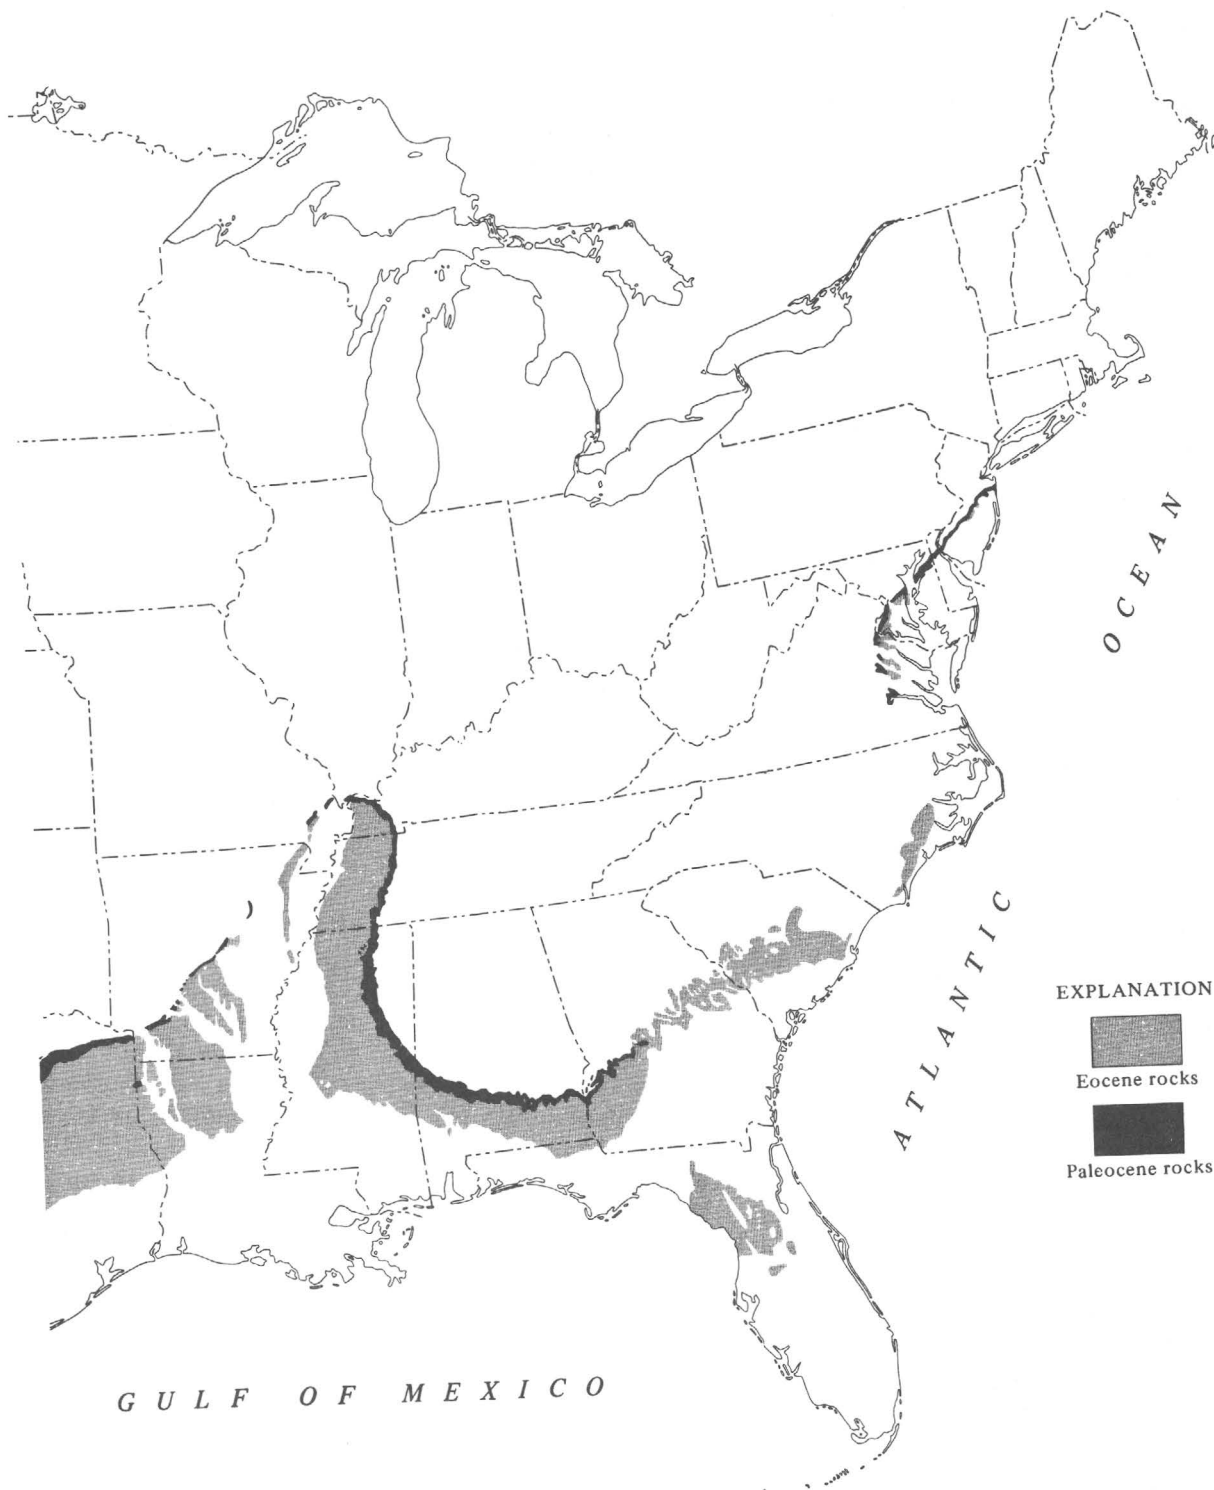 OCEAN
ATLANTIC
EXPLANATION
Eocene rocks
Paleocene rocks
GULF OF MEXICO